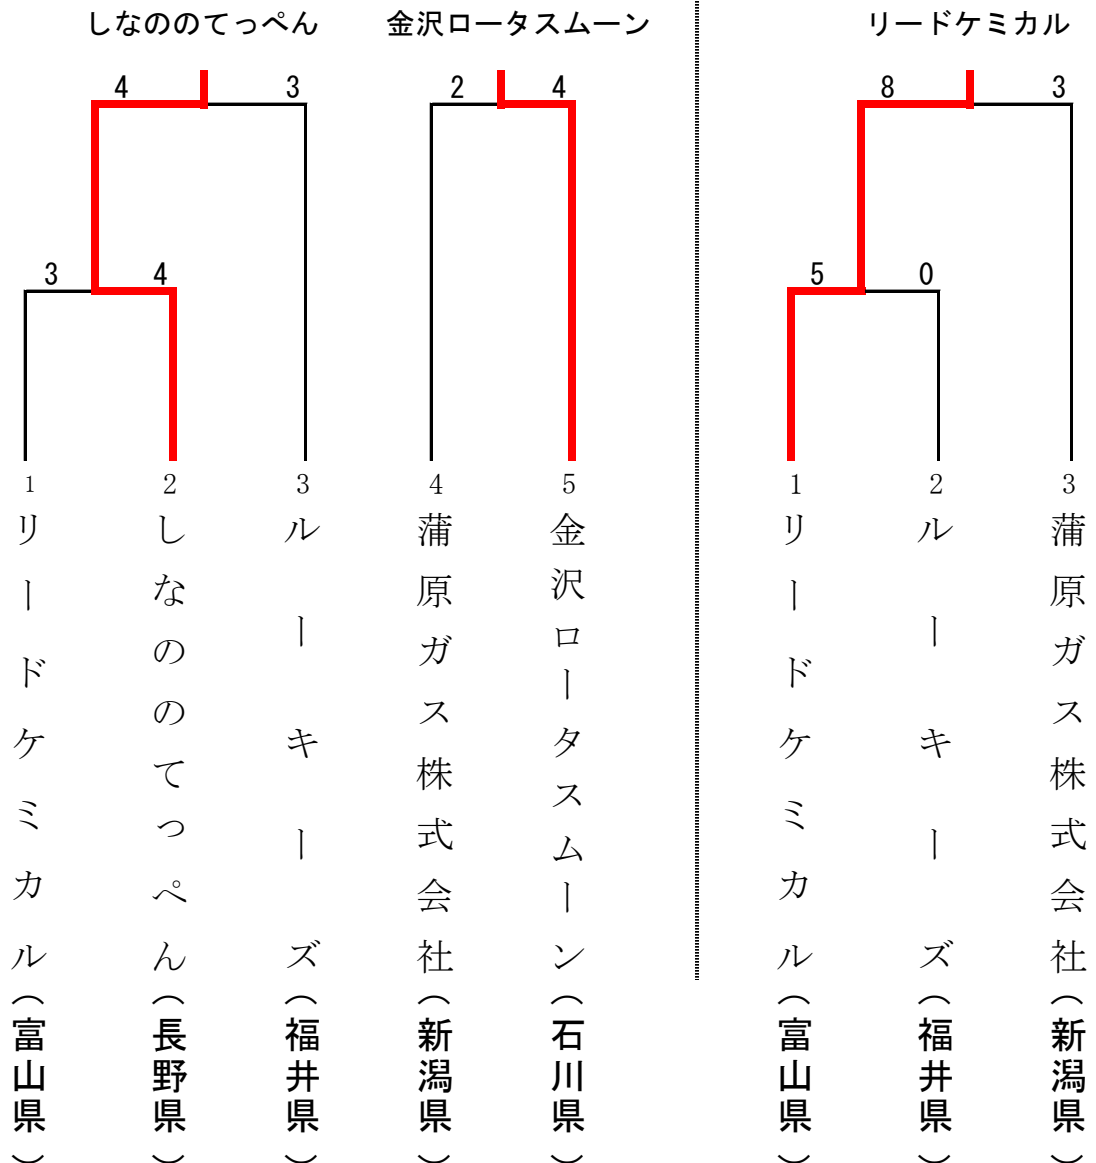 しなののてっぺん
金沢ロータスムーン
リードケミカル
4 3
2 4
8 3
3 4
5 0
1
リードケミカル（富山県）
2
しなののてっぺん（長野県）
3
ルーキーズ（福井県）
4
蒲原ガス株式会社（新潟県）
5
金沢ロータスムーン（石川県）
1
リードケミカル（富山県）
2
ルーキーズ（福井県）
3
蒲原ガス株式会社（新潟県）